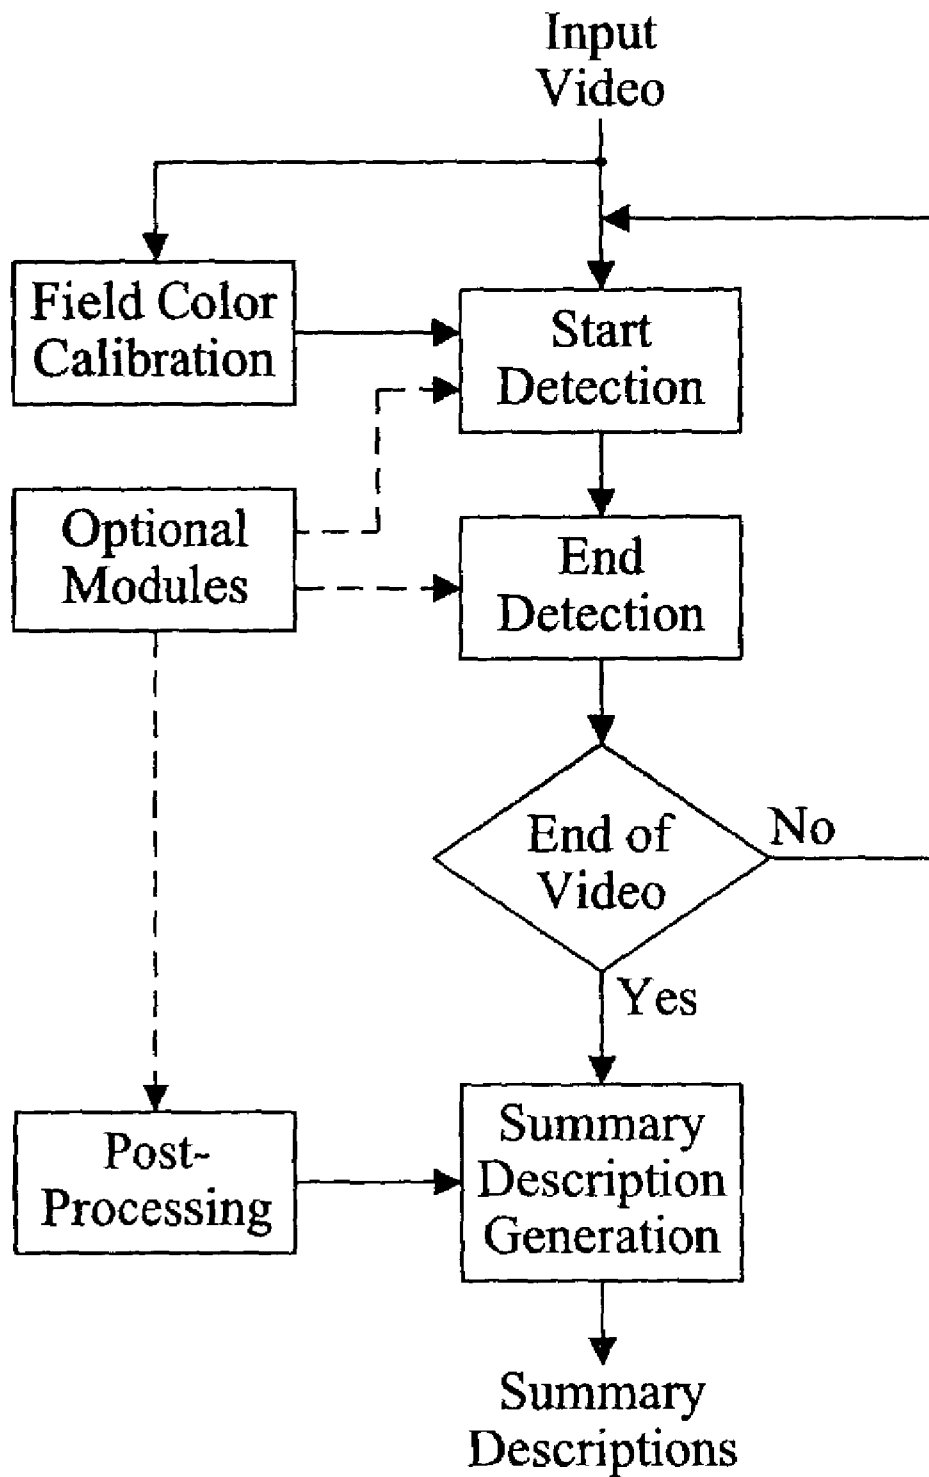 Input
Video
Field Color
Calibration
Start
Detection
Optional
Modules
End
Detection
End of
Video
No
Yes
Post-
Processing
Summary
Description
Generation
Summary
Descriptions